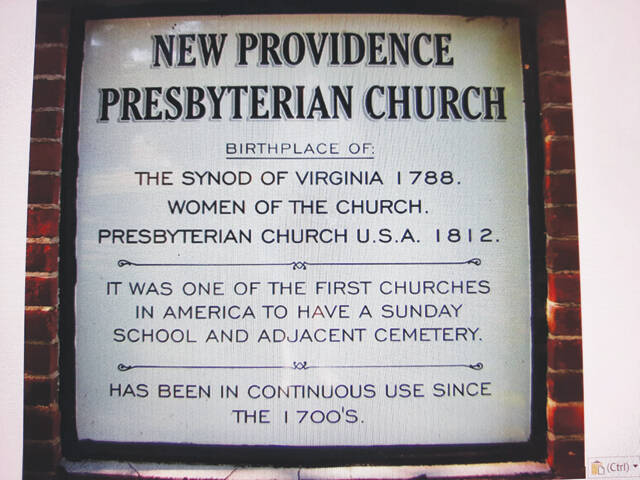 NEW PROVIDENCE
PRESBYTERIAN CHURCH
BIRTHPLACE OF:
THE SYNOD OF VIRGINIA 1788.
WOMEN OF THE CHURCH.
PRESBYTERIAN CHURCH U.S.A. 1812.
IT WAS ONE OF THE FIRST CHURCHES
IN AMERICA TO HAVE A SUNDAY
SCHOOL AND ADJACENT CEMETERY.
HAS BEEN IN CONTINUOUS USE SINCE
THE 1700'S.
(Ctrl)